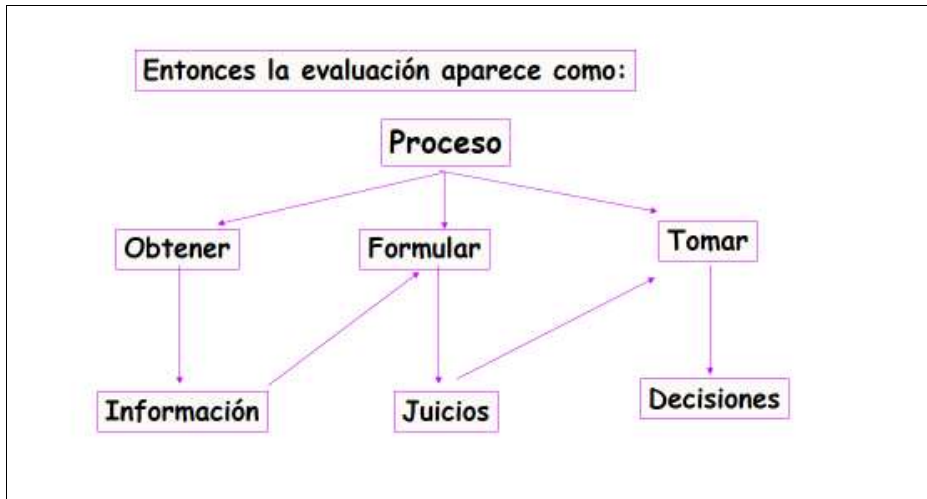 Entonces la evaluación aparece como:
Proceso
Obtener
Formular
Tomar
Información
Juicios
Decisiones